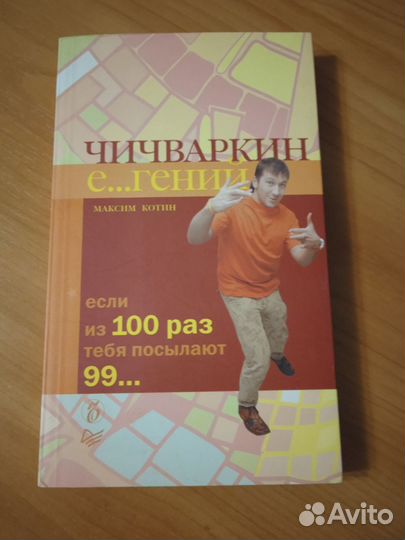 ЧИЧВАРКИН
е...гений
МАКСИМ КОТИН
если
из 100 раз
тебя посылают
99...
Avito